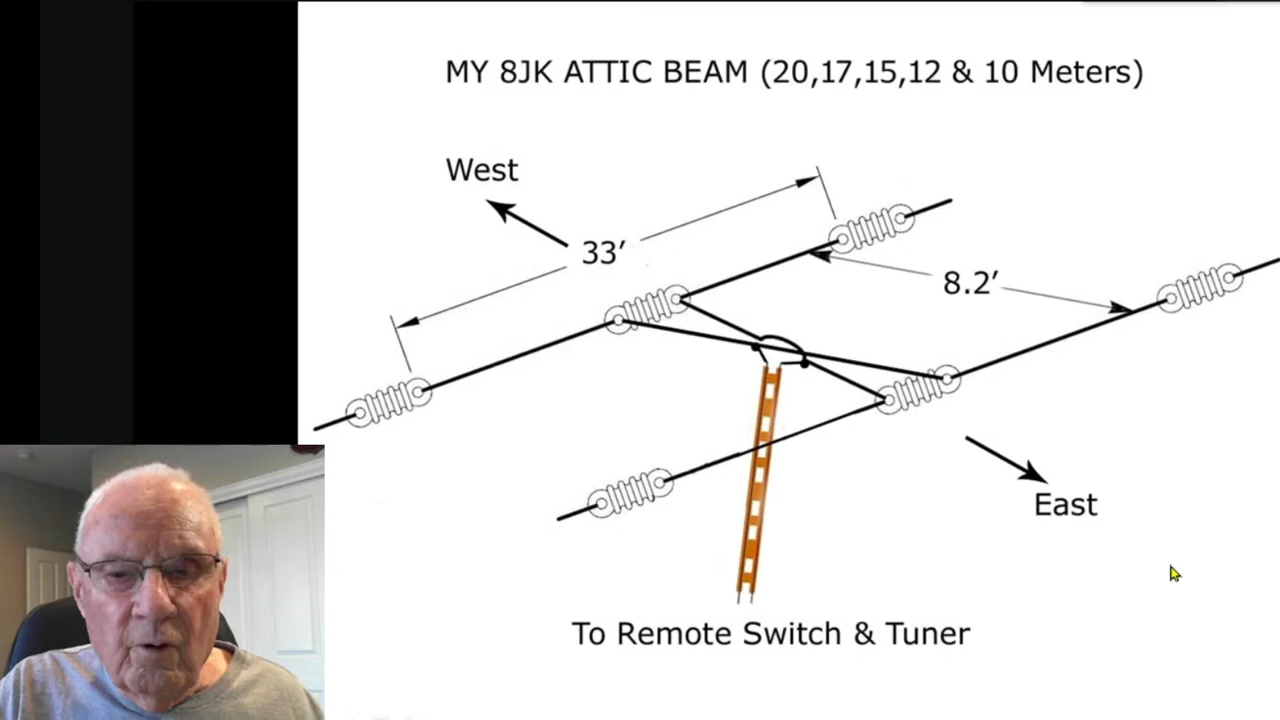 MY 8JK ATTIC BEAM (20,17,15,12 & 10 Meters)
West
33’
8.2’
East
To Remote Switch & Tuner